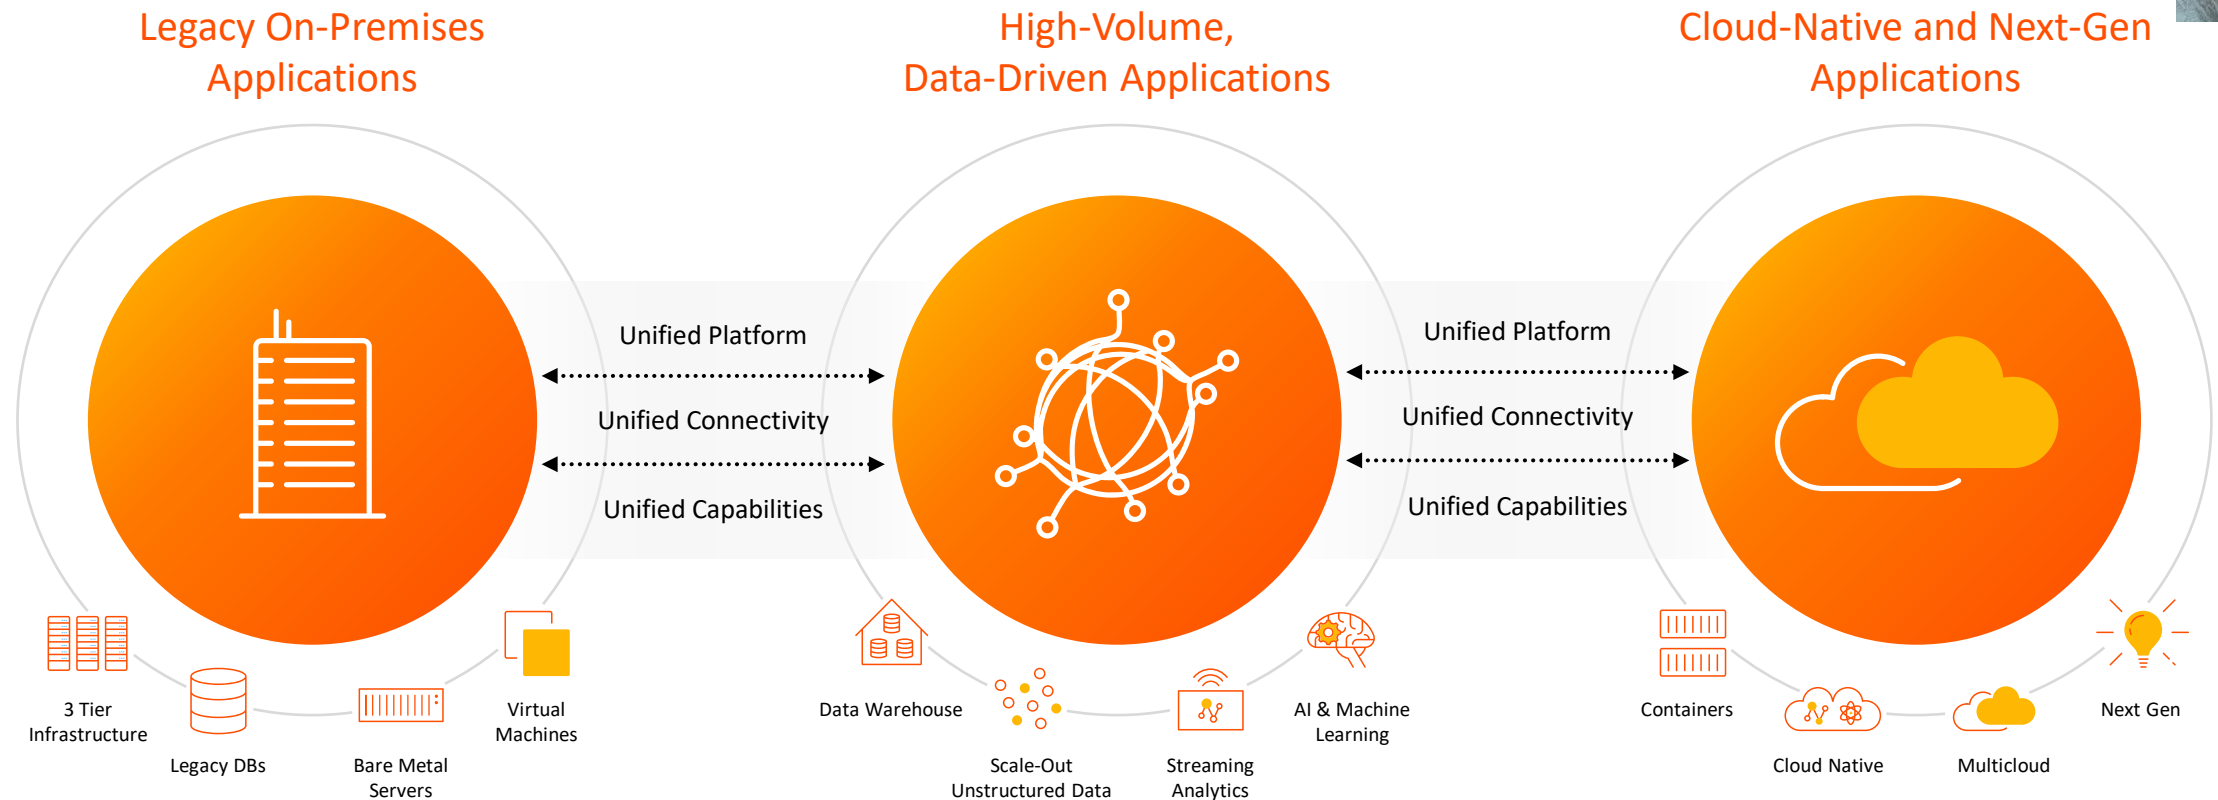 Legacy On-Premises
Applications
High-Volume,
Data-Driven Applications
Cloud-Native and Next-Gen
Applications
Unified Platform
Unified Connectivity
Unified Capabilities
Unified Platform
Unified Connectivity
Unified Capabilities
3 Tier
Infrastructure
Legacy DBs
Bare Metal
Servers
Virtual
Machines
Data Warehouse
Scale-Out
Unstructured Data
Streaming
Analytics
AI & Machine
Learning
Containers
Cloud Native
Multicloud
Next Gen